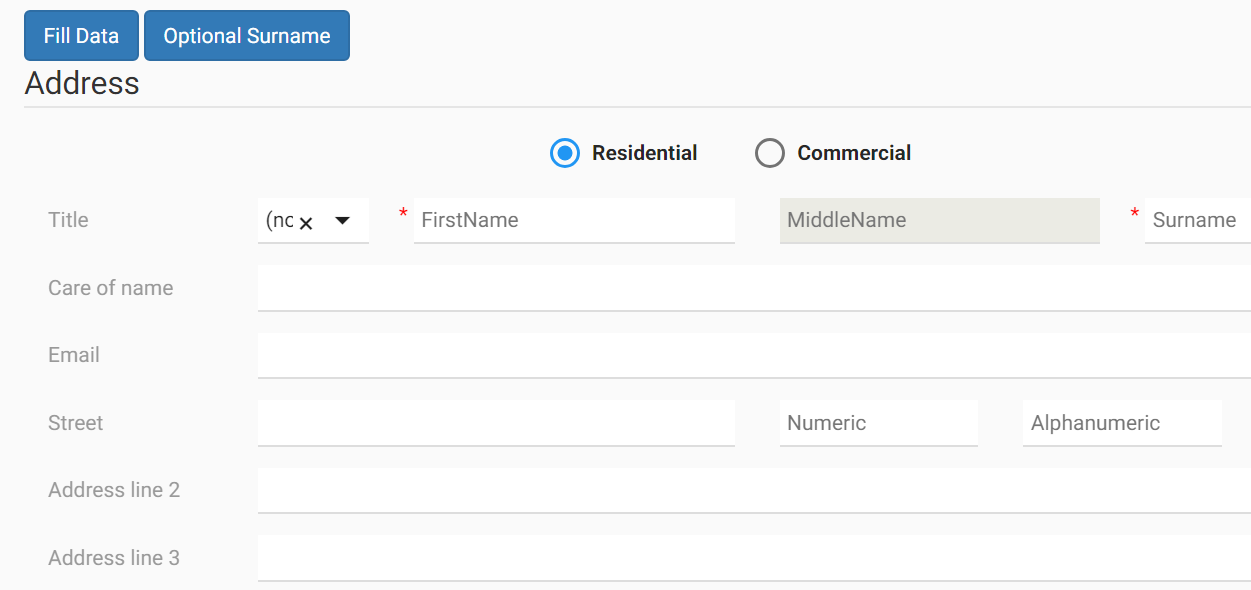 Fill Data Optional Surname
Address
Residential Commercial
Title (no * FirstName MiddleName * Surname
Care of name
Email
Street Numeric Alphanumeric
Address line 2
Address line 3